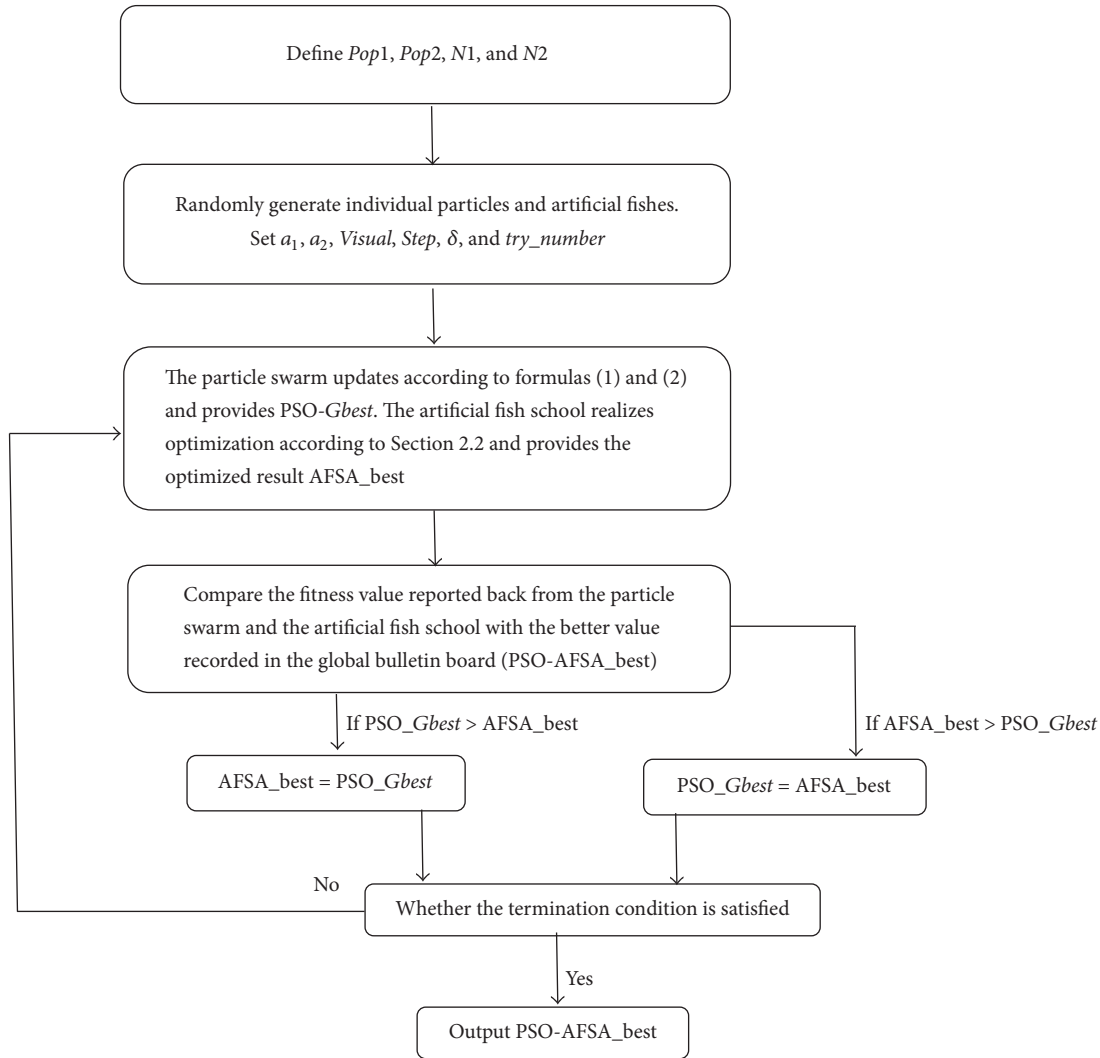 Define Pop1, Pop2, N1, and N2
Randomly generate individual particles and artificial fishes.
Set a₁, a₂, Visual, Step, δ, and try_number
The particle swarm updates according to formulas (1) and (2)
and provides PSO-Gbest. The artificial fish school realizes
optimization according to Section 2.2 and provides the
optimized result AFSA_best
Compare the fitness value reported back from the particle
swarm and the artificial fish school with the better value
recorded in the global bulletin board (PSO-AFSA_best)
If PSO_Gbest > AFSA_best
If AFSA_best > PSO_Gbest
AFSA_best = PSO_Gbest
PSO_Gbest = AFSA_best
No
Whether the termination condition is satisfied
Yes
Output PSO-AFSA_best